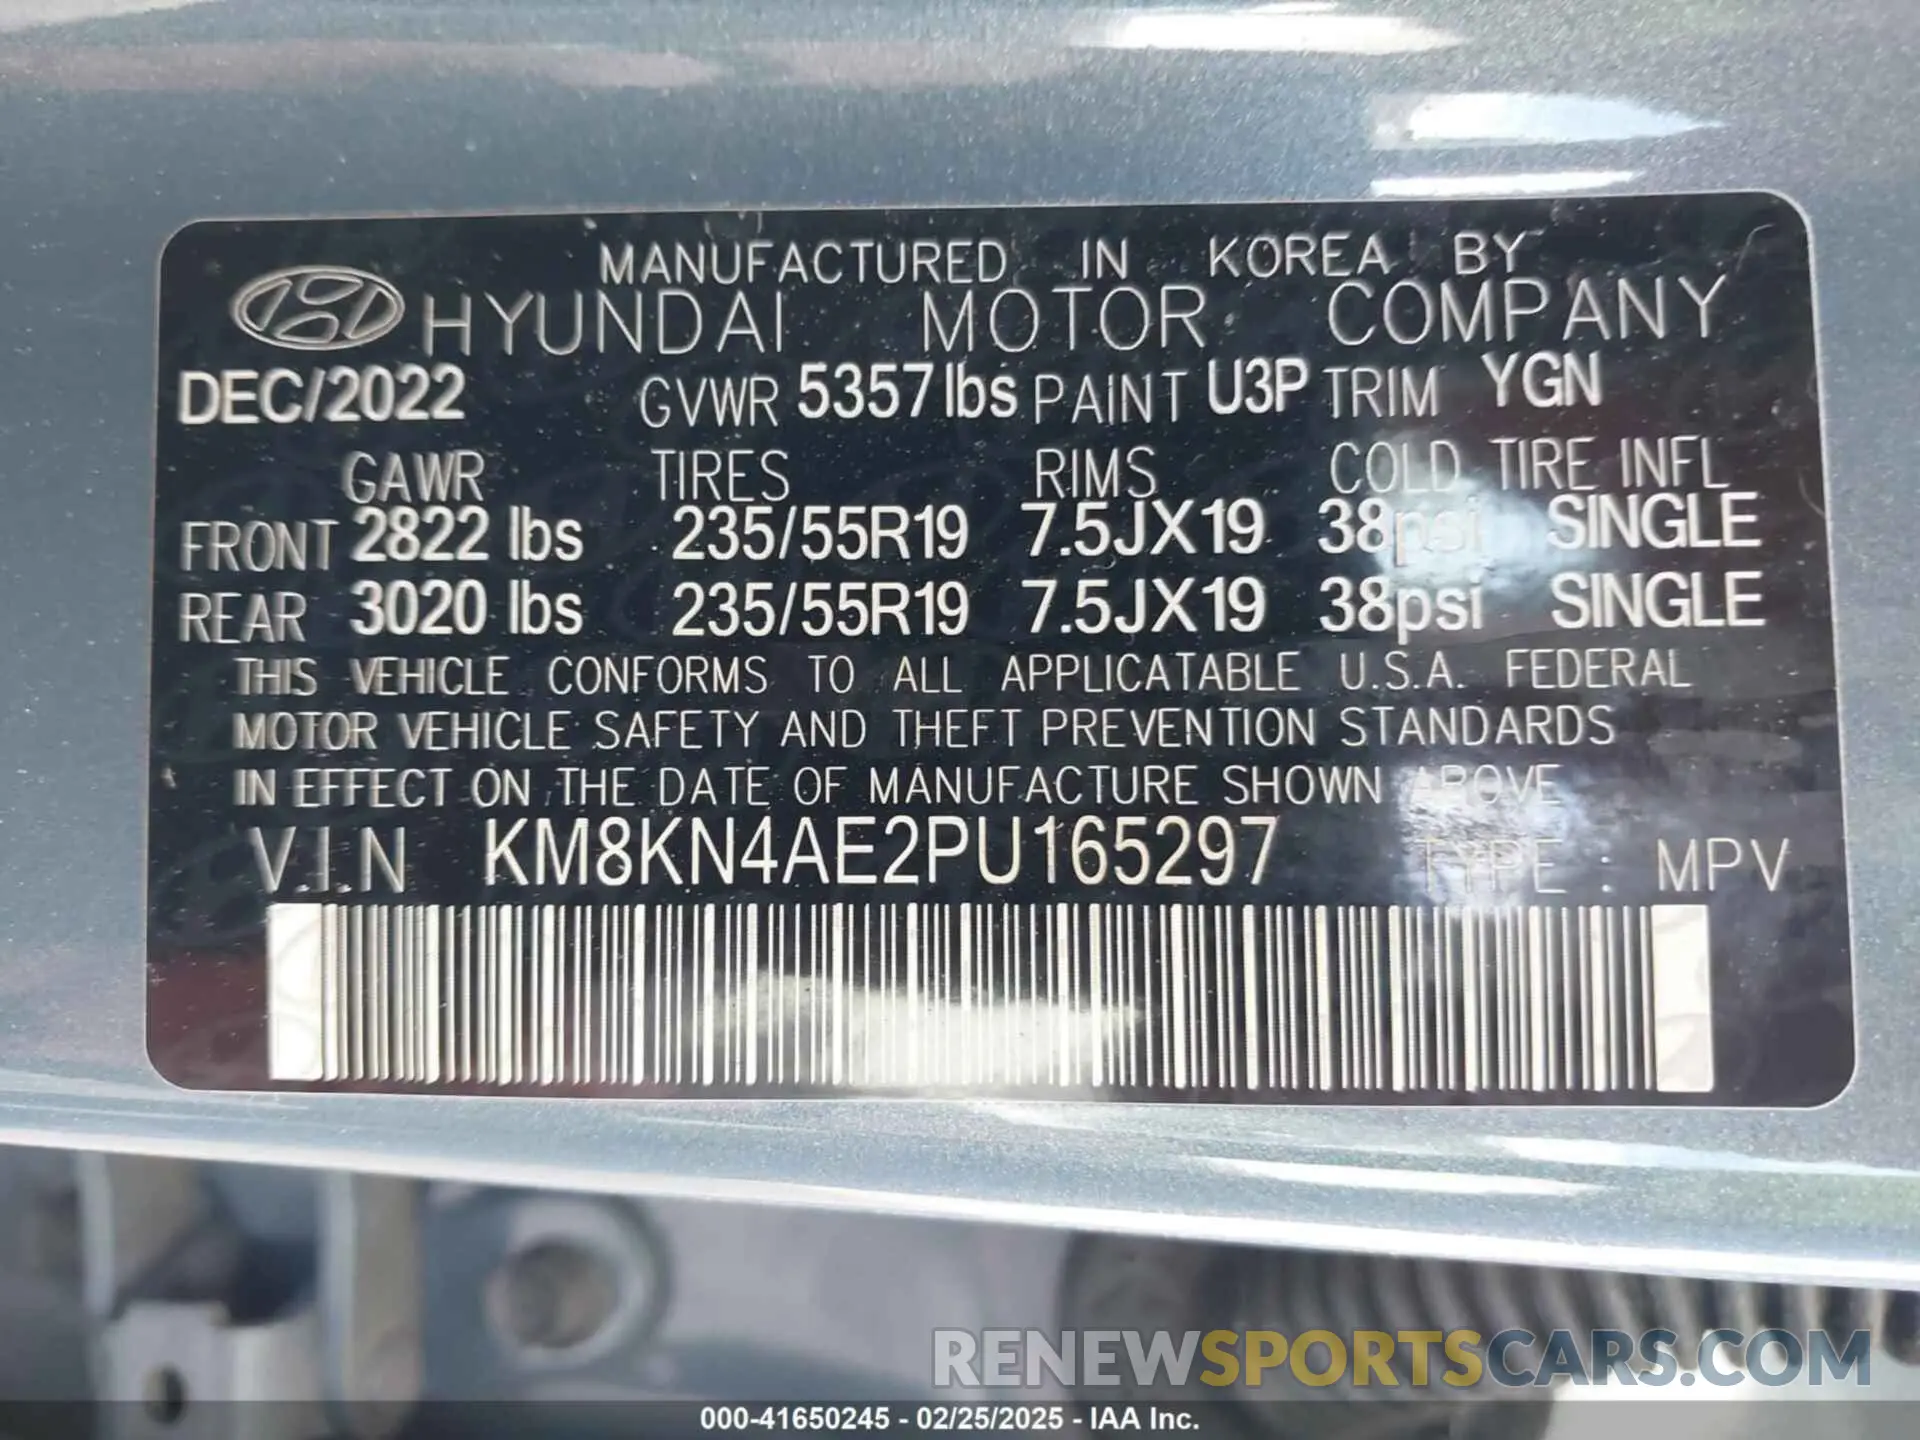 MANUFACTURED IN KOREA BY
HYUNDAI MOTOR COMPANY
DEC/2022 GVWR 5357 lbs PAINT U3P TRIM YGN
GAWR TIRES RIMS COLD TIRE INFL
FRONT 2822 lbs 235/55R19 7.5JX19 38psi SINGLE
REAR 3020 lbs 235/55R19 7.5JX19 38psi SINGLE
THIS VEHICLE CONFORMS TO ALL APPLICATABLE U.S.A. FEDERAL
MOTOR VEHICLE SAFETY AND THEFT PREVENTION STANDARDS
IN EFFECT ON THE DATE OF MANUFACTURE SHOWN ABOVE
V.I.N KM8KN4AE2PU165297 TYPE : MPV
RENEWSPORTSCARS.COM
000-41650245 - 02/25/2025 - IAA Inc.